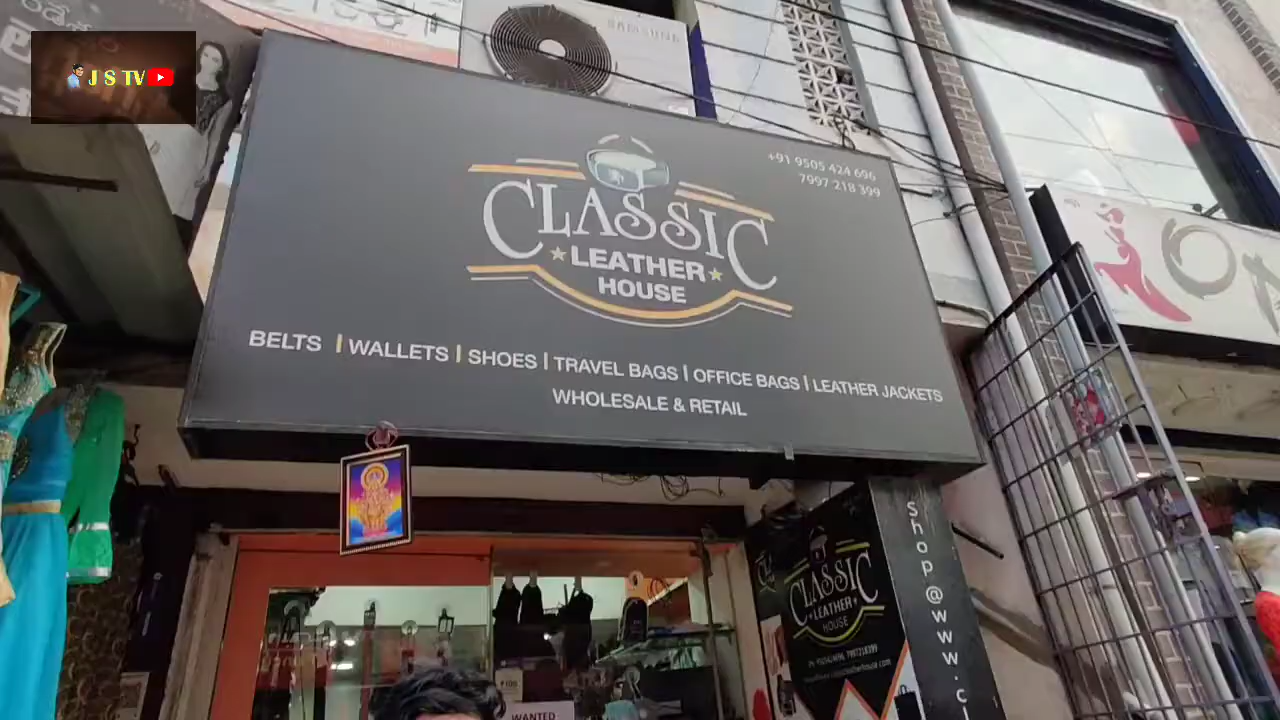 J S TV
SAMSUNG
+91 9505 424 696
7997 218 399
CLASSIC
LEATHER
HOUSE
BELTS | WALLETS | SHOES | TRAVEL BAGS | OFFICE BAGS | LEATHER JACKETS
WHOLESALE & RETAIL
CLASSIC
LEATHER
HOUSE
Shop@www.c
WANTED